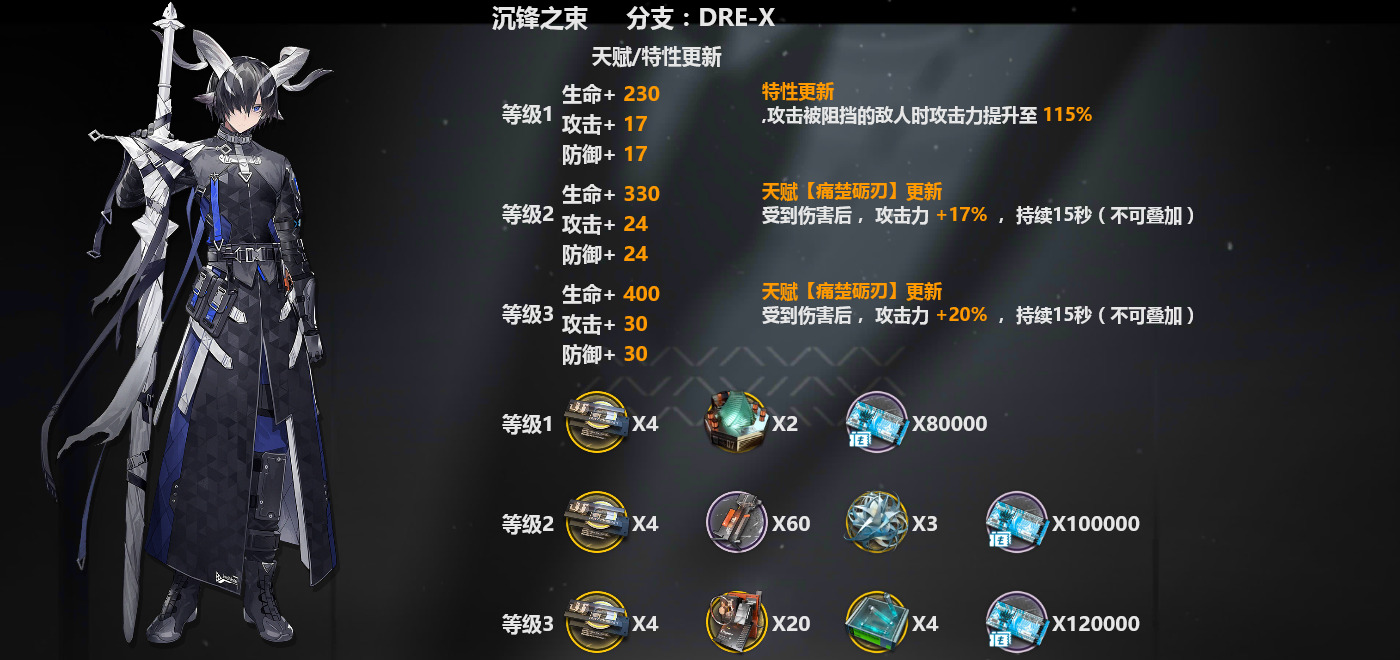 沉锋之束 分支：DRE-X
天赋/特性更新
等级1
生命+ 230
攻击+ 17
防御+ 17
特性更新
,攻击被阻挡的敌人时攻击力提升至 115%
等级2
生命+ 330
攻击+ 24
防御+ 24
天赋【痛楚砺刃】更新
受到伤害后，攻击力 +17% ，持续15秒（不可叠加）
等级3
生命+ 400
攻击+ 30
防御+ 30
天赋【痛楚砺刃】更新
受到伤害后，攻击力 +20% ，持续15秒（不可叠加）
等级1 X4 X2 X80000
等级2 X4 X60 X3 X100000
等级3 X4 X20 X4 X120000